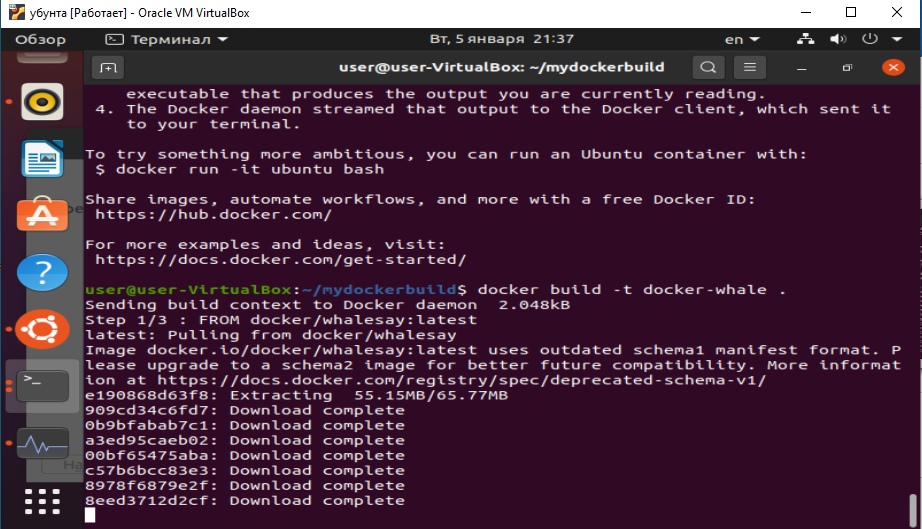 убунта [Работает] - Oracle VM VirtualBox
Обзор Терминал Вт, 5 января 21:37 en
user@user-VirtualBox: ~/mydockerbuild
executable that produces the output you are currently reading.
4. The Docker daemon streamed that output to the Docker client, which sent it
to your terminal.
To try something more ambitious, you can run an Ubuntu container with:
$ docker run -it ubuntu bash
Share images, automate workflows, and more with a free Docker ID:
https://hub.docker.com/
For more examples and ideas, visit:
https://docs.docker.com/get-started/
user@user-VirtualBox:~/mydockerbuild$ docker build -t docker-whale .
Sending build context to Docker daemon  2.048kB
Step 1/3 : FROM docker/whalesay:latest
latest: Pulling from docker/whalesay
Image docker.io/docker/whalesay:latest uses outdated schema1 manifest format. P
lease upgrade to a schema2 image for better future compatibility. More informat
ion at https://docs.docker.com/registry/spec/deprecated-schema-v1/
e190868d63f8: Extracting  55.15MB/65.77MB
909cd34c6fd7: Download complete
0b9bfabab7c1: Download complete
a3ed95caeb02: Download complete
00bf65475aba: Download complete
c57b6bcc83e3: Download complete
8978f6879e2f: Download complete
8eed3712d2cf: Download complete